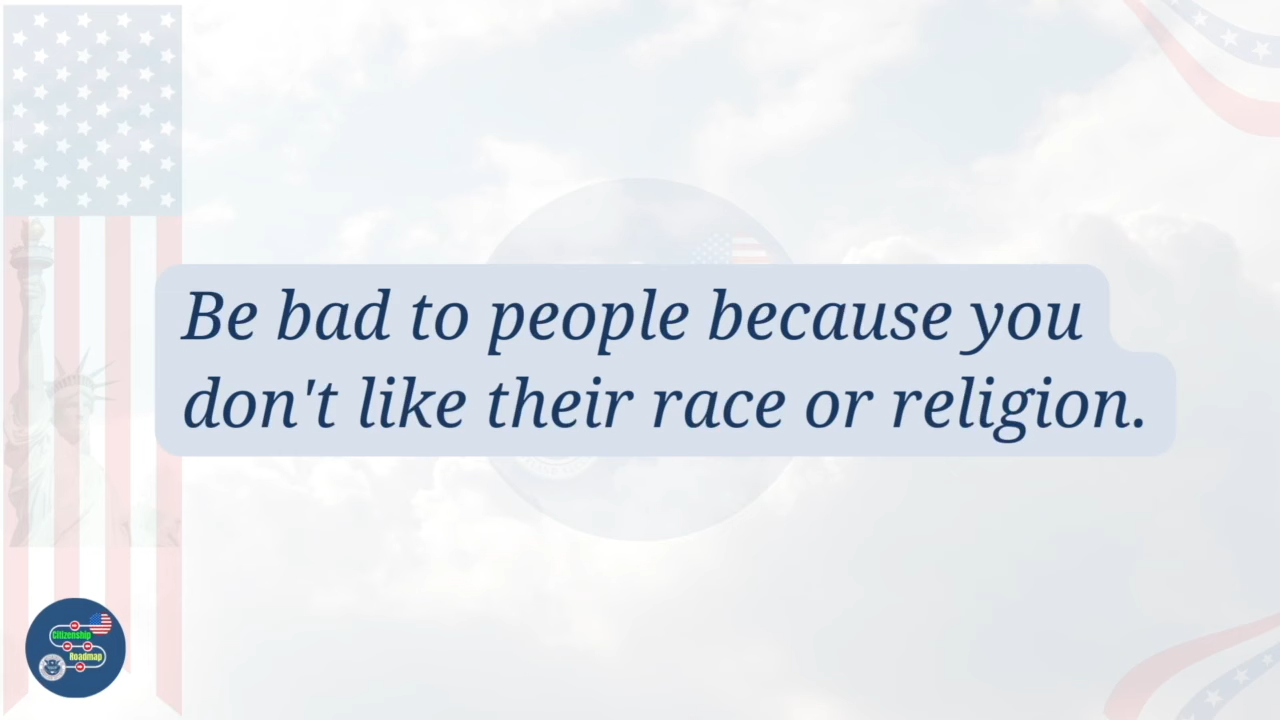 Be bad to people because you
don't like their race or religion.
Citizenship
Roadmap